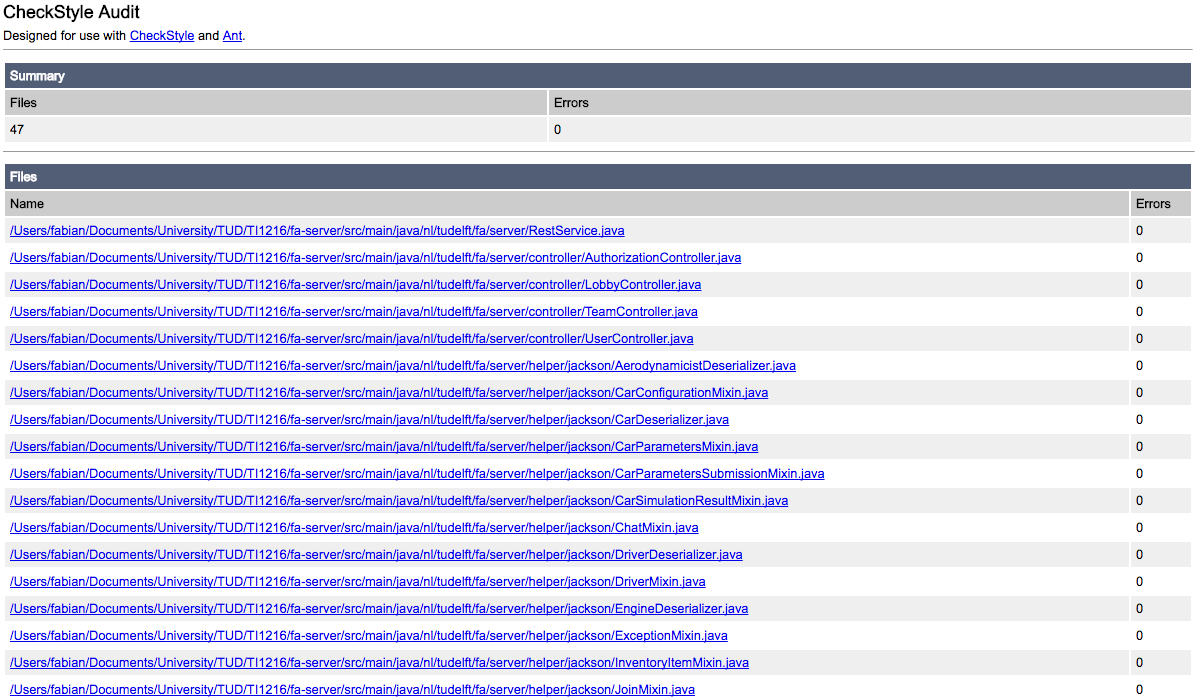 CheckStyle Audit
Designed for use with CheckStyle and Ant.
Summary
Files Errors
47 0
Files
Name Errors
/Users/fabian/Documents/University/TUD/TI1216/fa-server/src/main/java/nl/tudelft/fa/server/RestService.java 0
/Users/fabian/Documents/University/TUD/TI1216/fa-server/src/main/java/nl/tudelft/fa/server/controller/AuthorizationController.java 0
/Users/fabian/Documents/University/TUD/TI1216/fa-server/src/main/java/nl/tudelft/fa/server/controller/LobbyController.java 0
/Users/fabian/Documents/University/TUD/TI1216/fa-server/src/main/java/nl/tudelft/fa/server/controller/TeamController.java 0
/Users/fabian/Documents/University/TUD/TI1216/fa-server/src/main/java/nl/tudelft/fa/server/controller/UserController.java 0
/Users/fabian/Documents/University/TUD/TI1216/fa-server/src/main/java/nl/tudelft/fa/server/helper/jackson/AerodynamicistDeserializer.java 0
/Users/fabian/Documents/University/TUD/TI1216/fa-server/src/main/java/nl/tudelft/fa/server/helper/jackson/CarConfigurationMixin.java 0
/Users/fabian/Documents/University/TUD/TI1216/fa-server/src/main/java/nl/tudelft/fa/server/helper/jackson/CarDeserializer.java 0
/Users/fabian/Documents/University/TUD/TI1216/fa-server/src/main/java/nl/tudelft/fa/server/helper/jackson/CarParametersMixin.java 0
/Users/fabian/Documents/University/TUD/TI1216/fa-server/src/main/java/nl/tudelft/fa/server/helper/jackson/CarParametersSubmissionMixin.java 0
/Users/fabian/Documents/University/TUD/TI1216/fa-server/src/main/java/nl/tudelft/fa/server/helper/jackson/CarSimulationResultMixin.java 0
/Users/fabian/Documents/University/TUD/TI1216/fa-server/src/main/java/nl/tudelft/fa/server/helper/jackson/ChatMixin.java 0
/Users/fabian/Documents/University/TUD/TI1216/fa-server/src/main/java/nl/tudelft/fa/server/helper/jackson/DriverDeserializer.java 0
/Users/fabian/Documents/University/TUD/TI1216/fa-server/src/main/java/nl/tudelft/fa/server/helper/jackson/DriverMixin.java 0
/Users/fabian/Documents/University/TUD/TI1216/fa-server/src/main/java/nl/tudelft/fa/server/helper/jackson/EngineDeserializer.java 0
/Users/fabian/Documents/University/TUD/TI1216/fa-server/src/main/java/nl/tudelft/fa/server/helper/jackson/ExceptionMixin.java 0
/Users/fabian/Documents/University/TUD/TI1216/fa-server/src/main/java/nl/tudelft/fa/server/helper/jackson/InventoryItemMixin.java 0
/Users/fabian/Documents/University/TUD/TI1216/fa-server/src/main/java/nl/tudelft/fa/server/helper/jackson/JoinMixin.java 0